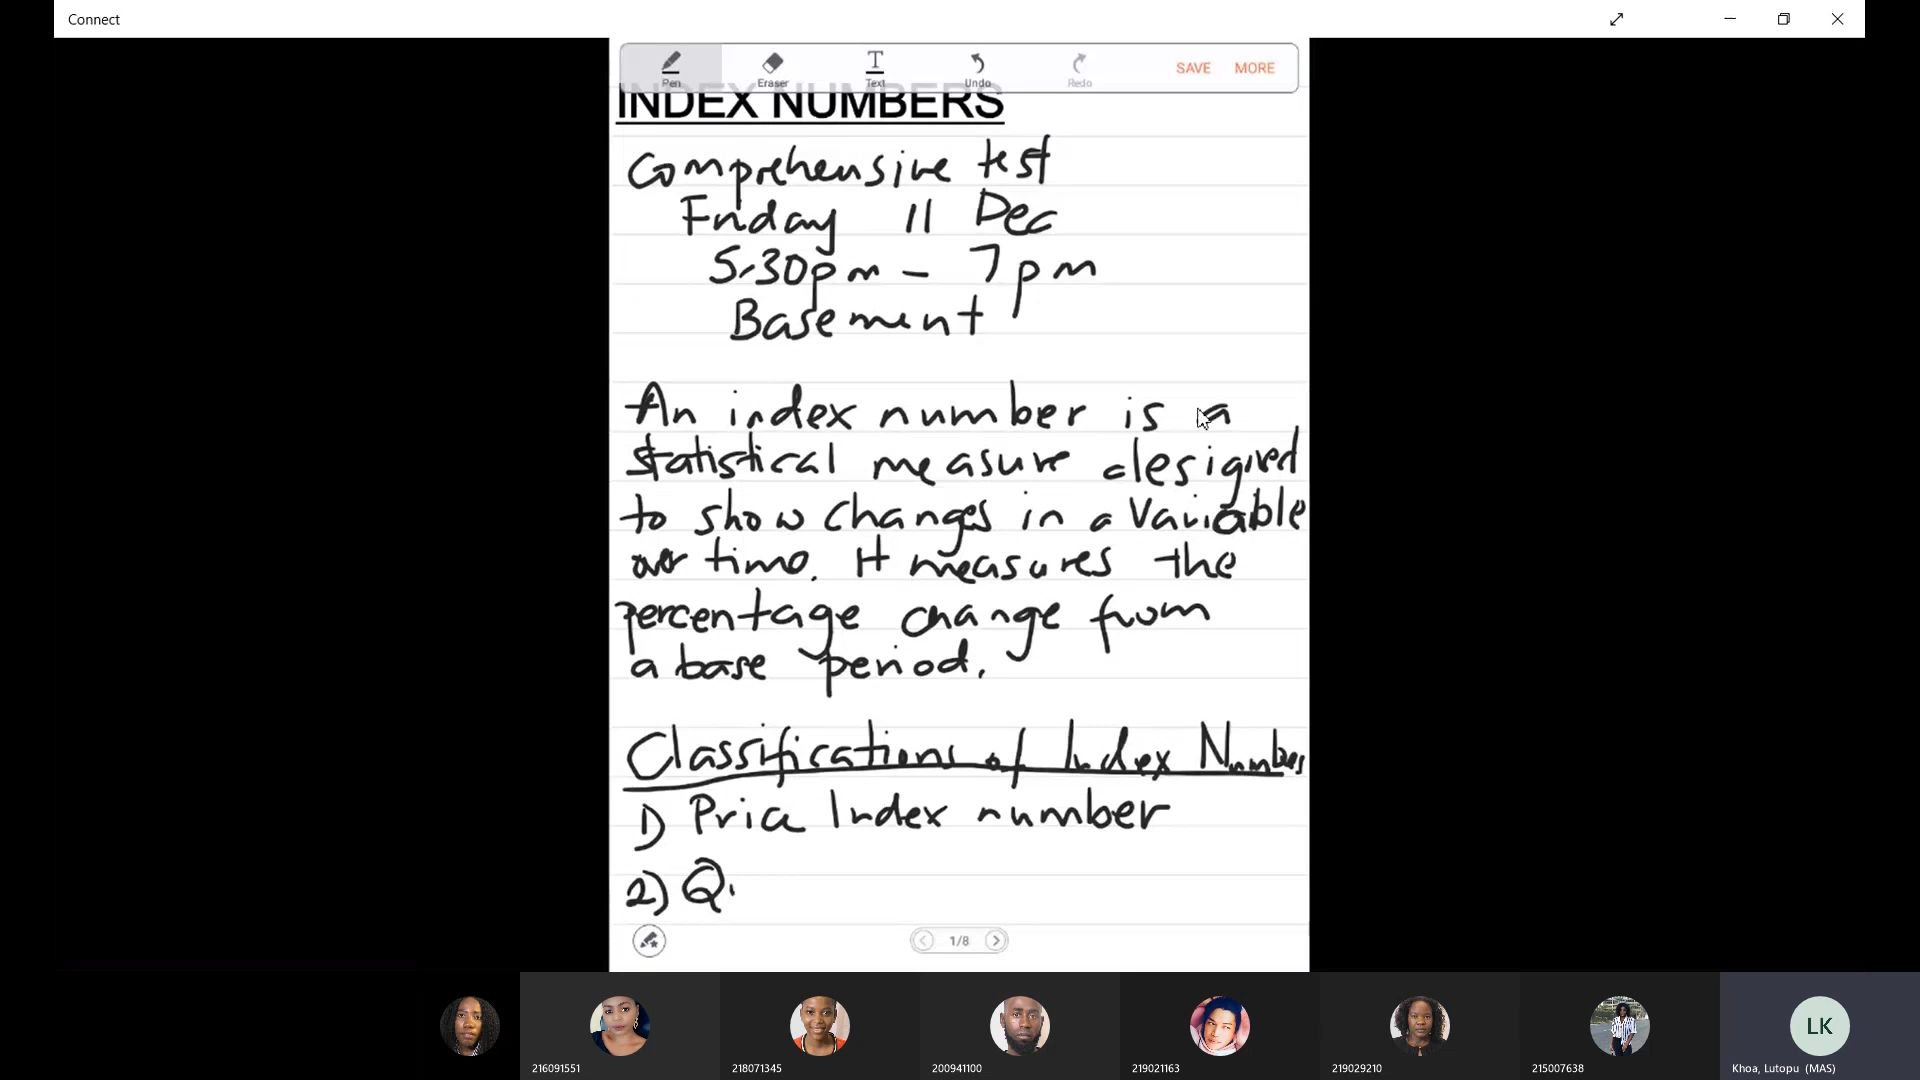 Connect
Pen
Eraser
Text
Undo
Redo
SAVE
MORE
INDEX NUMBERS
Comprehensive test
Friday 11 Dec
5.30pm - 7pm
Basement
An index number is a
statistical measure designed
to show changes in a variable
over time. It measures the
percentage change from
a base period.
Classifications of Index Numbers
1) Price Index number
2) Q.
1/8
216091551
218071345
200941100
219021163
219029210
215007638
LK
Khoa, Lutopu (MAS)